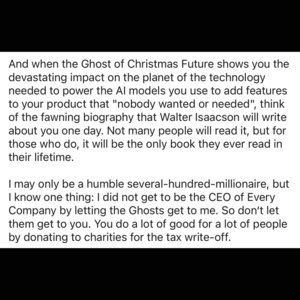 And when the Ghost of Christmas Future shows you the
devastating impact on the planet of the technology
needed to power the AI models you use to add features
to your product that "nobody wanted or needed", think
of the fawning biography that Walter Isaacson will write
about you one day. Not many people will read it, but for
those who do, it will be the only book they ever read in
their lifetime.

I may only be a humble several-hundred-millionaire, but
I know one thing: I did not get to be the CEO of Every
Company by letting the Ghosts get to me. So don't let
them get to you. You do a lot of good for a lot of people
by donating to charities for the tax write-off.